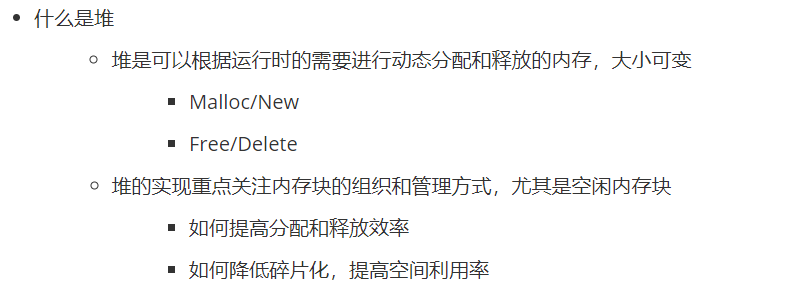 什么是堆
堆是可以根据运行时的需要进行动态分配和释放的内存，大小可变
Malloc/New
Free/Delete
堆的实现重点关注内存块的组织和管理方式，尤其是空闲内存块
如何提高分配和释放效率
如何降低碎片化，提高空间利用率